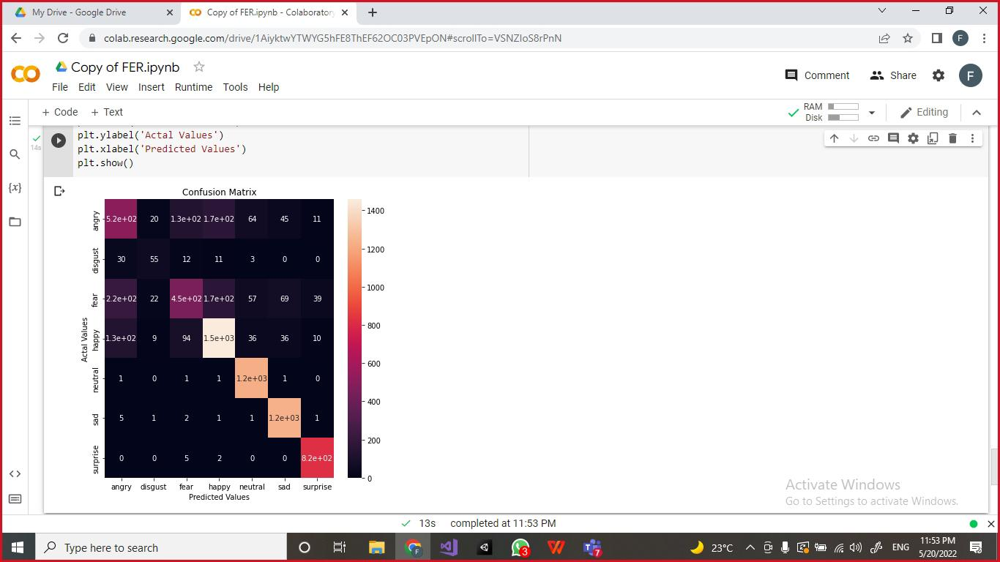 My Drive - Google Drive
Copy of FER.ipynb - Colaboratory
colab.research.google.com/drive/1AiyktwYTWYG5hFE8ThEF62OC03PVEpON#scrollTo=VSNZIoS8rPnN
F
Copy of FER.ipynb
Comment
Share
F
File Edit View Insert Runtime Tools Help
+ Code + Text
RAM
Disk
Editing
14s
plt.ylabel('Actal Values')
plt.xlabel('Predicted Values')
plt.show()
{x}
Confusion Matrix
angry 5.2e+02 20 1.3e+02 1.7e+02 64 45 11
disgust 30 55 12 11 3 0 0
fear 2.2e+02 22 4.5e+02 1.7e+02 57 69 39
happy 1.3e+02 9 94 1.5e+03 36 36 10
neutral 1 0 1 1 1.2e+03 1 0
sad 5 1 2 1 1 1.2e+03 1
surprise 0 0 5 2 0 0 8.2e+02
Actal Values
angry disgust fear happy neutral sad surprise
Predicted Values
1400
1200
1000
800
600
400
200
0
Activate Windows
Go to Settings to activate Windows.
13s completed at 11:53 PM
Type here to search
F
3
7
23°C
ENG
11:53 PM
5/20/2022